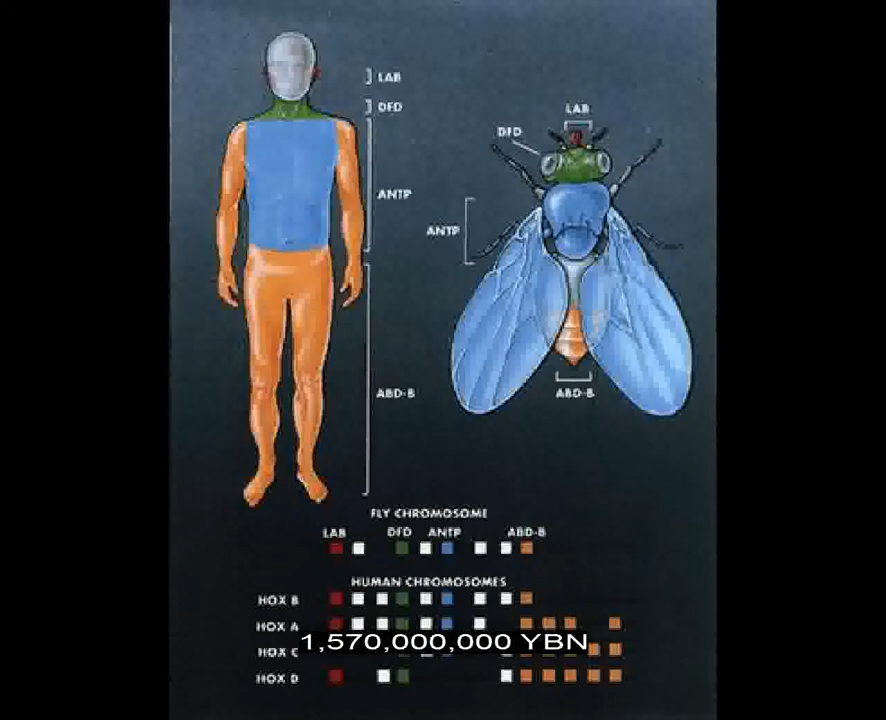 LAB
DFD
ANTP
ABD-B
LAB
DFD
ANTP
ABD-B
FLY CHROMOSOME
LAB DFD ANTP ABD-B
HUMAN CHROMOSOMES
HOX B
HOX A
1,570,000,000 YBN
HOX C
HOX D